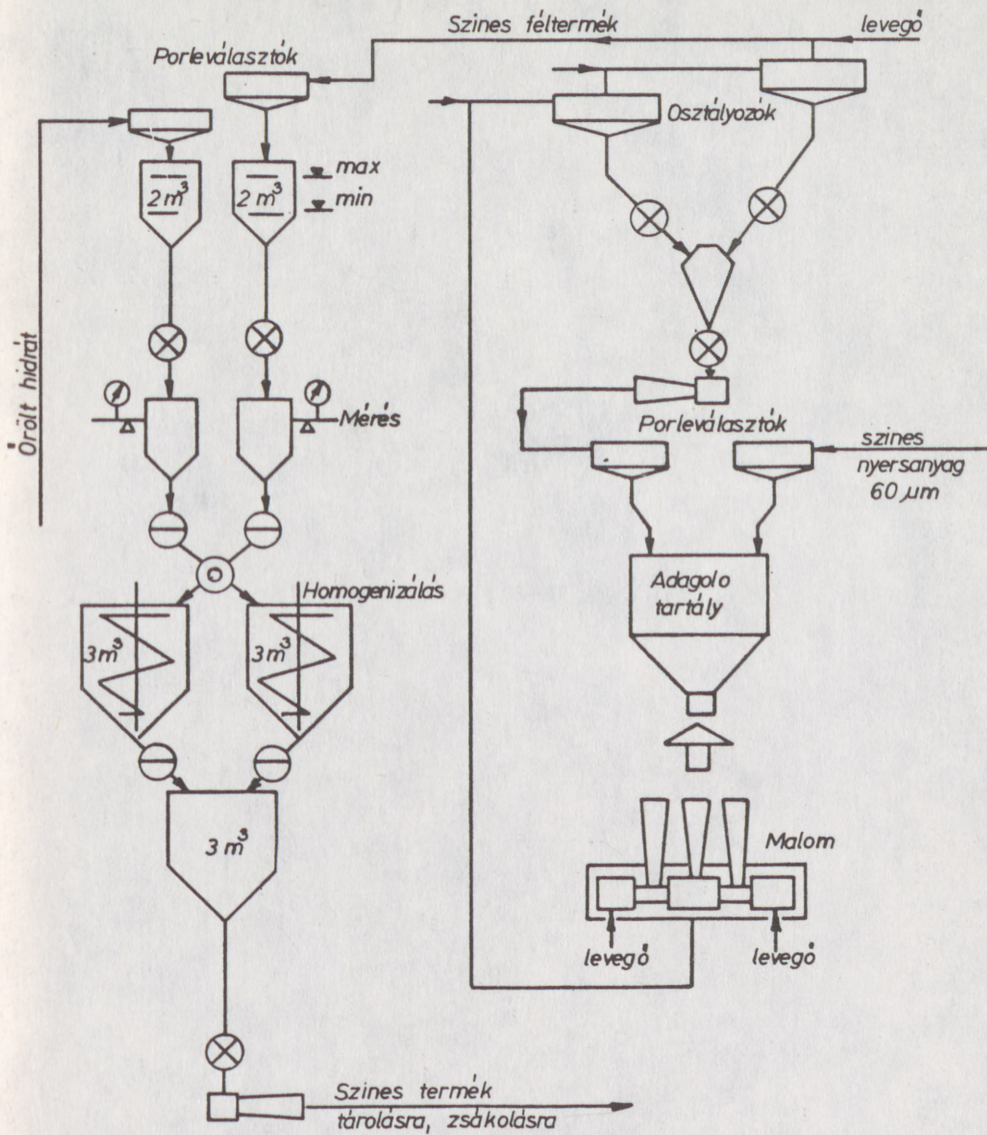 Szines féltermék
levegő
Porleválasztók
Osztályozók
2 m³
2 m³
max
min
Őrölt hidrát
Mérés
Porleválasztók
szines
nyersanyag
60 µm
Homogenizálás
Adagolo
tartály
3 m³
3 m³
3 m³
Malom
levegő
levegő
Szines termék
tárolásra, zsákolásra